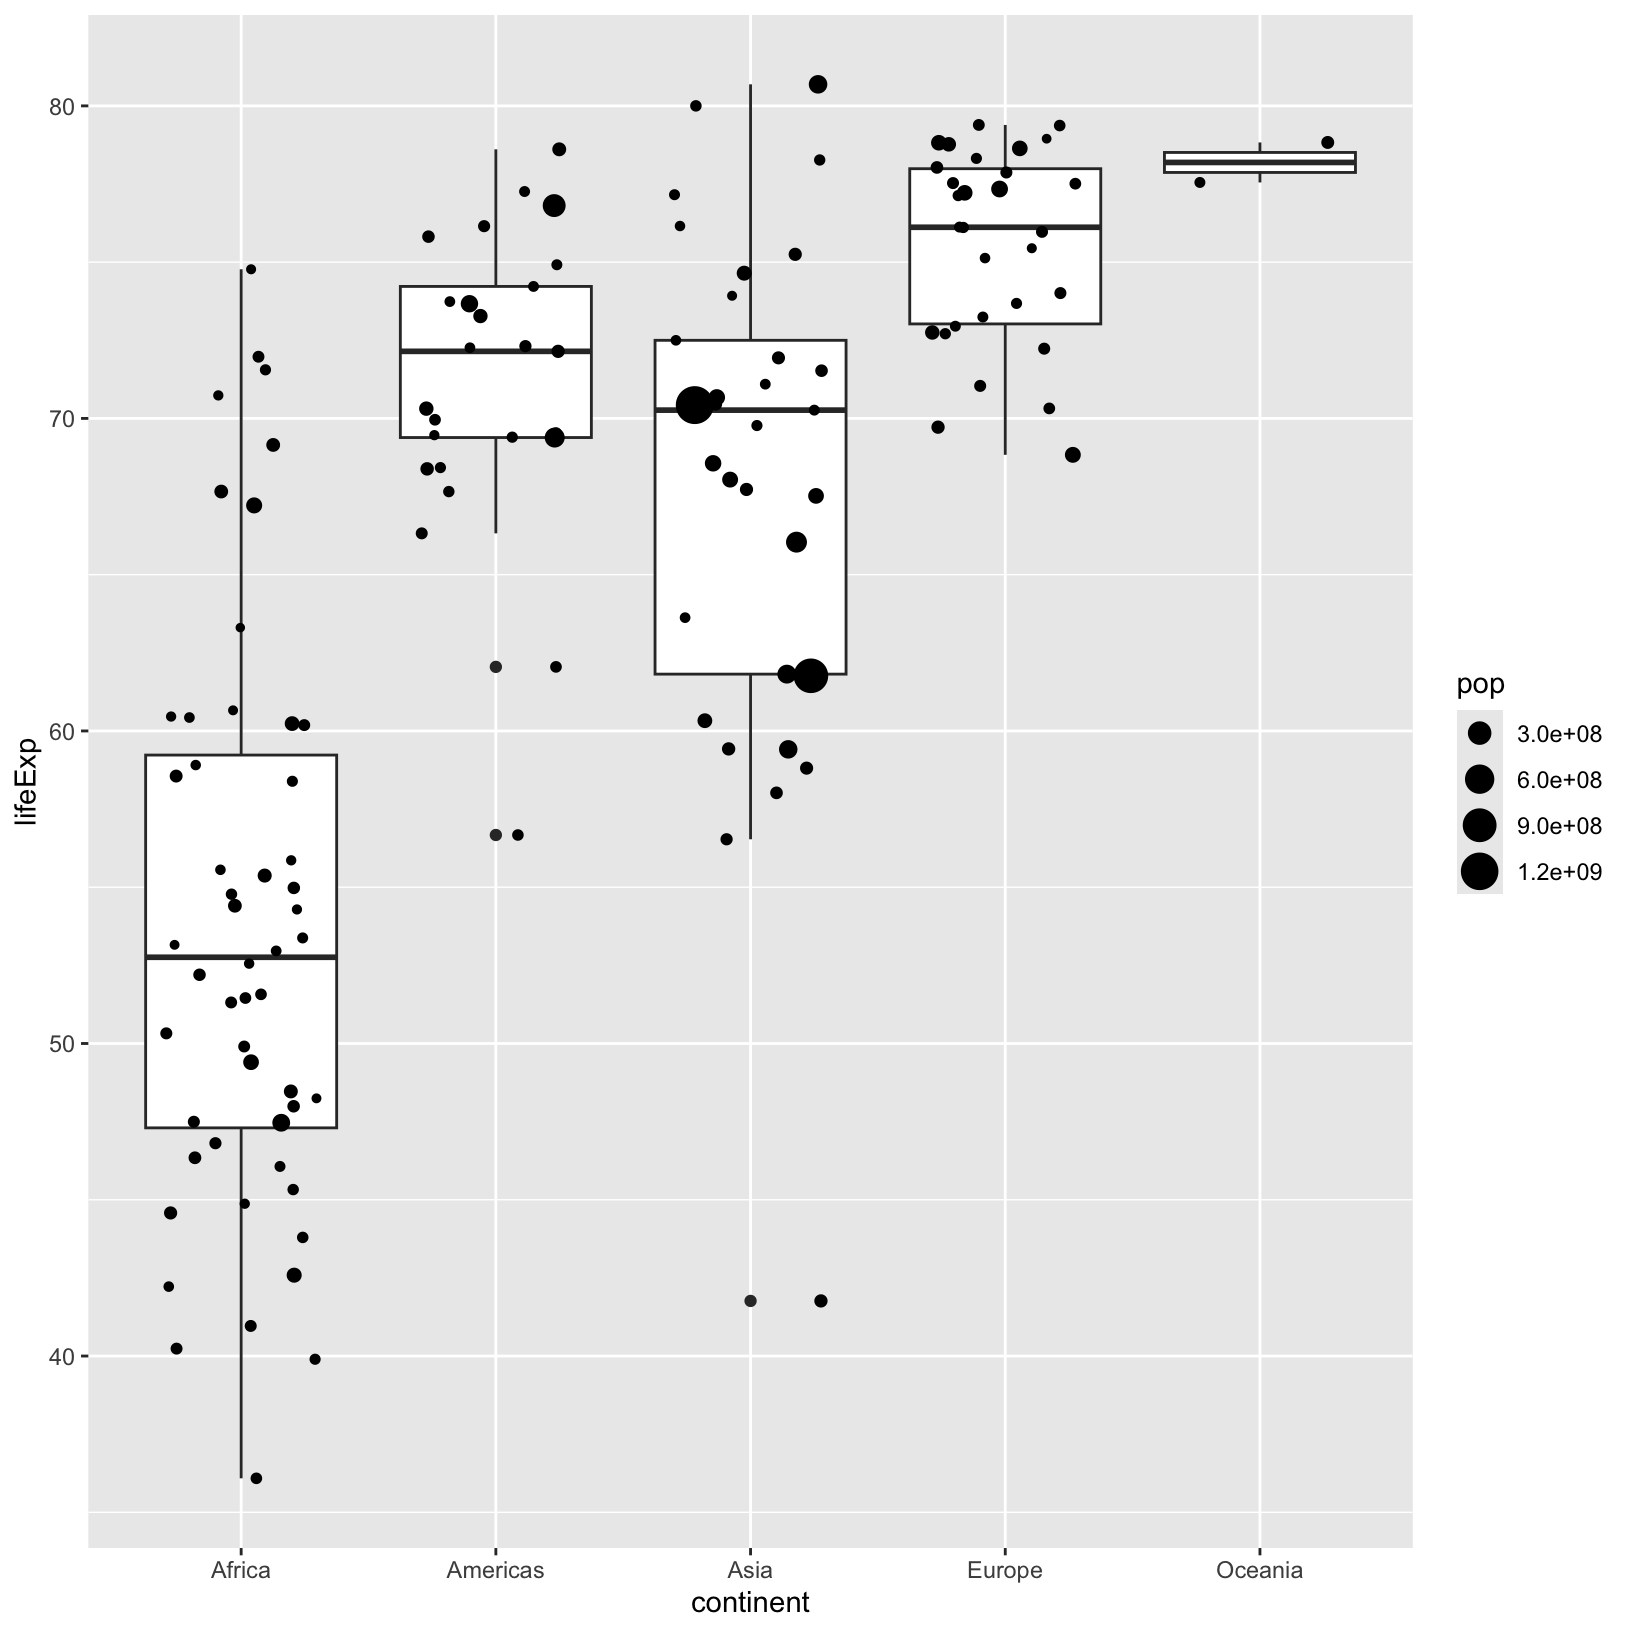 80
70
60
50
40
lifeExp
Africa
Americas
Asia
Europe
Oceania
continent
pop
3.0e+08
6.0e+08
9.0e+08
1.2e+09